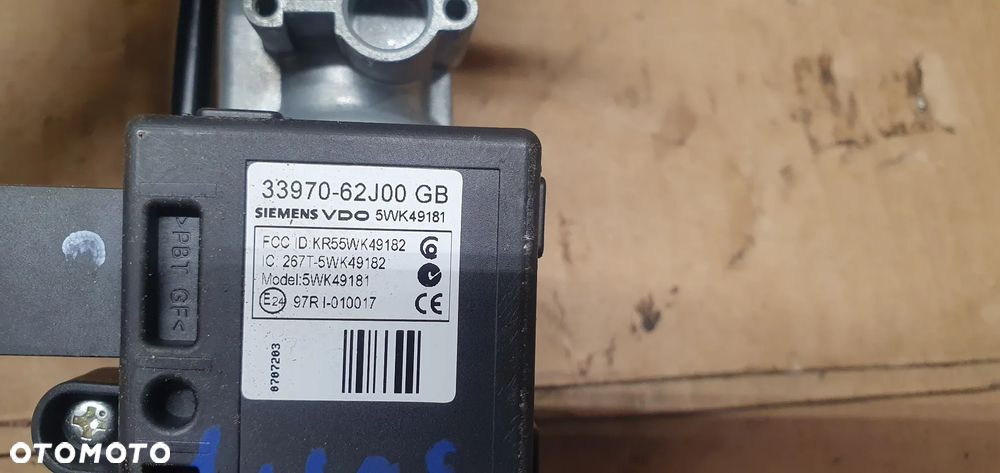 33970-62J00 GB
SIEMENS VDO 5WK49181
FCC ID:KR55WK49182
IC: 267T-5WK49182
Model:5WK49181
E24 97R I-010017
CE
0707203
>PBT GF<
OTOMOTO